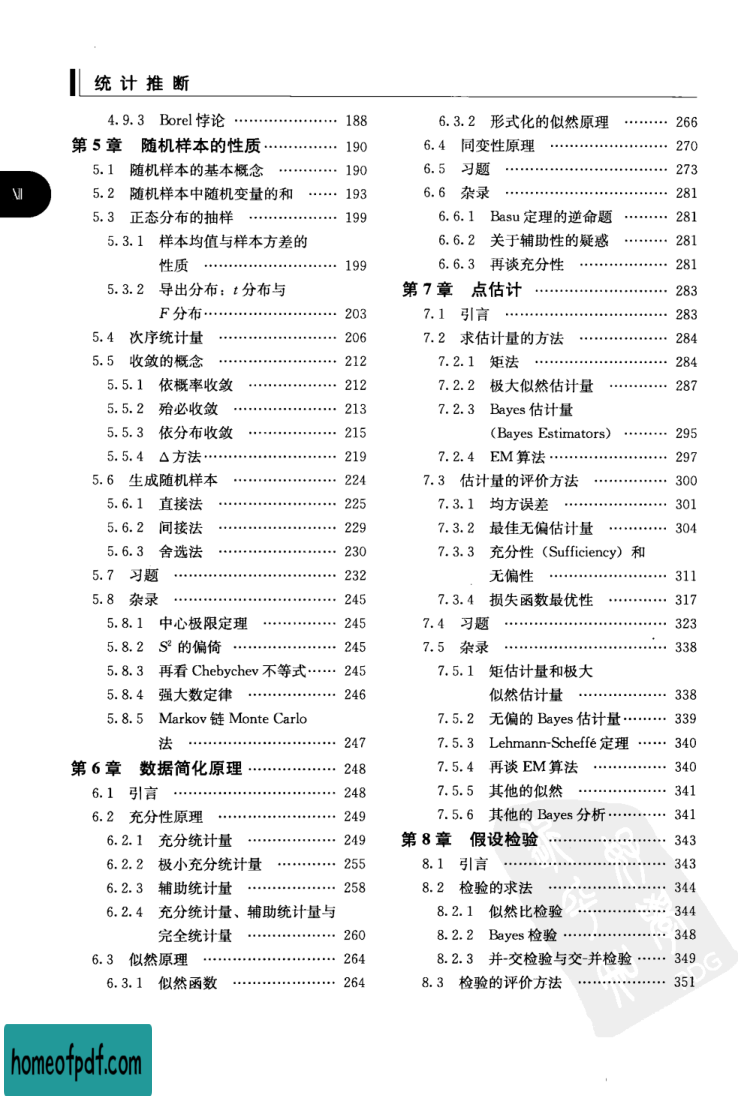 统计推断
Ⅶ
4.9.3 Borel 悖论 ………………… 188
第 5 章 随机样本的性质 …………… 190
5.1 随机样本的基本概念 ………… 190
5.2 随机样本中随机变量的和 …… 193
5.3 正态分布的抽样 ……………… 199
5.3.1 样本均值与样本方差的
性质 ……………………… 199
5.3.2 导出分布：t 分布与
F 分布 ……………………… 203
5.4 次序统计量 …………………… 206
5.5 收敛的概念 …………………… 212
5.5.1 依概率收敛 ……………… 212
5.5.2 殆必收敛 ………………… 213
5.5.3 依分布收敛 ……………… 215
5.5.4 Δ方法 ……………………… 219
5.6 生成随机样本 ………………… 224
5.6.1 直接法 …………………… 225
5.6.2 间接法 …………………… 229
5.6.3 舍选法 …………………… 230
5.7 习题 …………………………… 232
5.8 杂录 …………………………… 245
5.8.1 中心极限定理 …………… 245
5.8.2 S² 的偏倚 ………………… 245
5.8.3 再看 Chebychev 不等式 …… 245
5.8.4 强大数定律 ……………… 246
5.8.5 Markov 链 Monte Carlo
法 ………………………… 247
第 6 章 数据简化原理 ……………… 248
6.1 引言 …………………………… 248
6.2 充分性原理 …………………… 249
6.2.1 充分统计量 ……………… 249
6.2.2 极小充分统计量 ………… 255
6.2.3 辅助统计量 ……………… 258
6.2.4 充分统计量、辅助统计量与
完全统计量 ……………… 260
6.3 似然原理 ……………………… 264
6.3.1 似然函数 ………………… 264
6.3.2 形式化的似然原理 ……… 266
6.4 同变性原理 …………………… 270
6.5 习题 …………………………… 273
6.6 杂录 …………………………… 281
6.6.1 Basu 定理的逆命题 ……… 281
6.6.2 关于辅助性的疑惑 ……… 281
6.6.3 再谈充分性 ……………… 281
第 7 章 点估计 ……………………… 283
7.1 引言 …………………………… 283
7.2 求估计量的方法 ……………… 284
7.2.1 矩法 ……………………… 284
7.2.2 极大似然估计量 ………… 287
7.2.3 Bayes 估计量
（Bayes Estimators） ……… 295
7.2.4 EM 算法 …………………… 297
7.3 估计量的评价方法 …………… 300
7.3.1 均方误差 ………………… 301
7.3.2 最佳无偏估计量 ………… 304
7.3.3 充分性（Sufficiency）和
无偏性 …………………… 311
7.3.4 损失函数最优性 ………… 317
7.4 习题 …………………………… 323
7.5 杂录 …………………………… 338
7.5.1 矩估计量和极大
似然估计量 ……………… 338
7.5.2 无偏的 Bayes 估计量 ……… 339
7.5.3 Lehmann-Scheffé 定理 …… 340
7.5.4 再谈 EM 算法 …………… 340
7.5.5 其他的似然 ……………… 341
7.5.6 其他的 Bayes 分析 ………… 341
第 8 章 假设检验 …………………… 343
8.1 引言 …………………………… 343
8.2 检验的求法 …………………… 344
8.2.1 似然比检验 ……………… 344
8.2.2 Bayes 检验 ………………… 348
8.2.3 并-交检验与交-并检验 …… 349
8.3 检验的评价方法 ……………… 351
homeofpdf.com